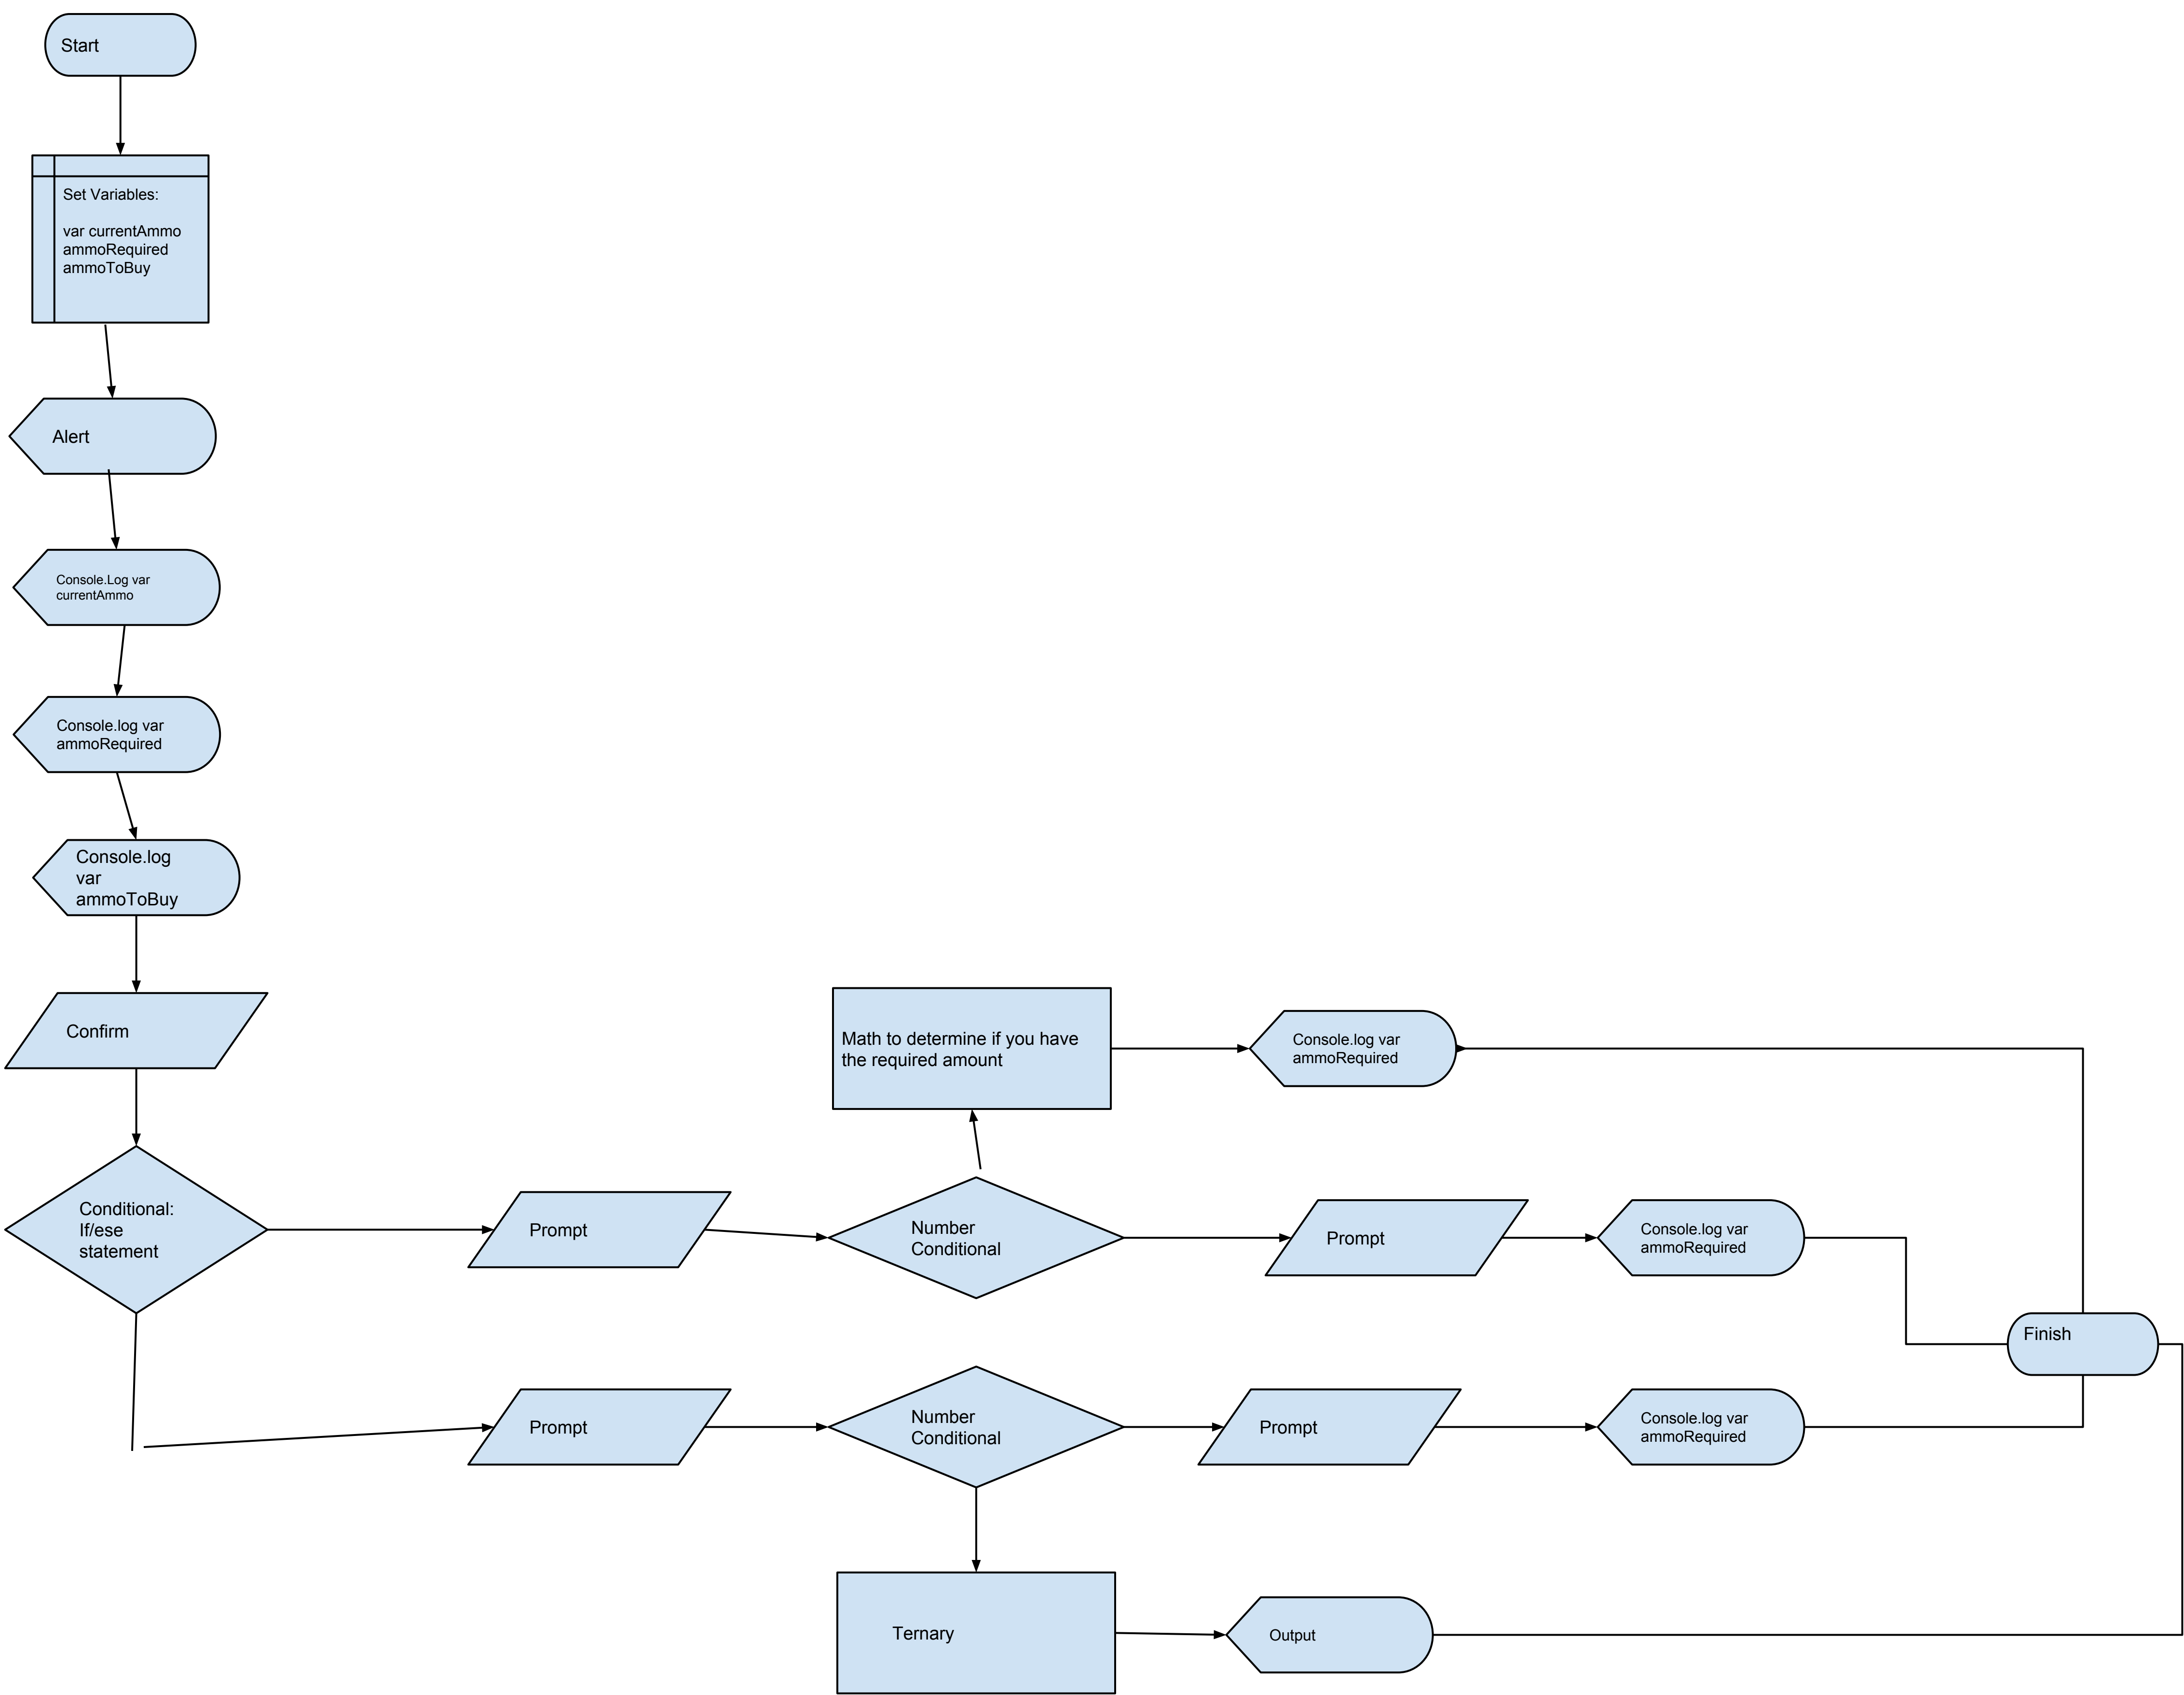 Start
Set Variables:
var currentAmmo
ammoRequired
ammoToBuy
Alert
Console.Log var
currentAmmo
Console.log var
ammoRequired
Console.log
var
ammoToBuy
Confirm
Math to determine if you have
the required amount
Console.log var
ammoRequired
Conditional:
If/ese
statement
Prompt
Number
Conditional
Prompt
Console.log var
ammoRequired
Finish
Prompt
Number
Conditional
Prompt
Console.log var
ammoRequired
Ternary
Output